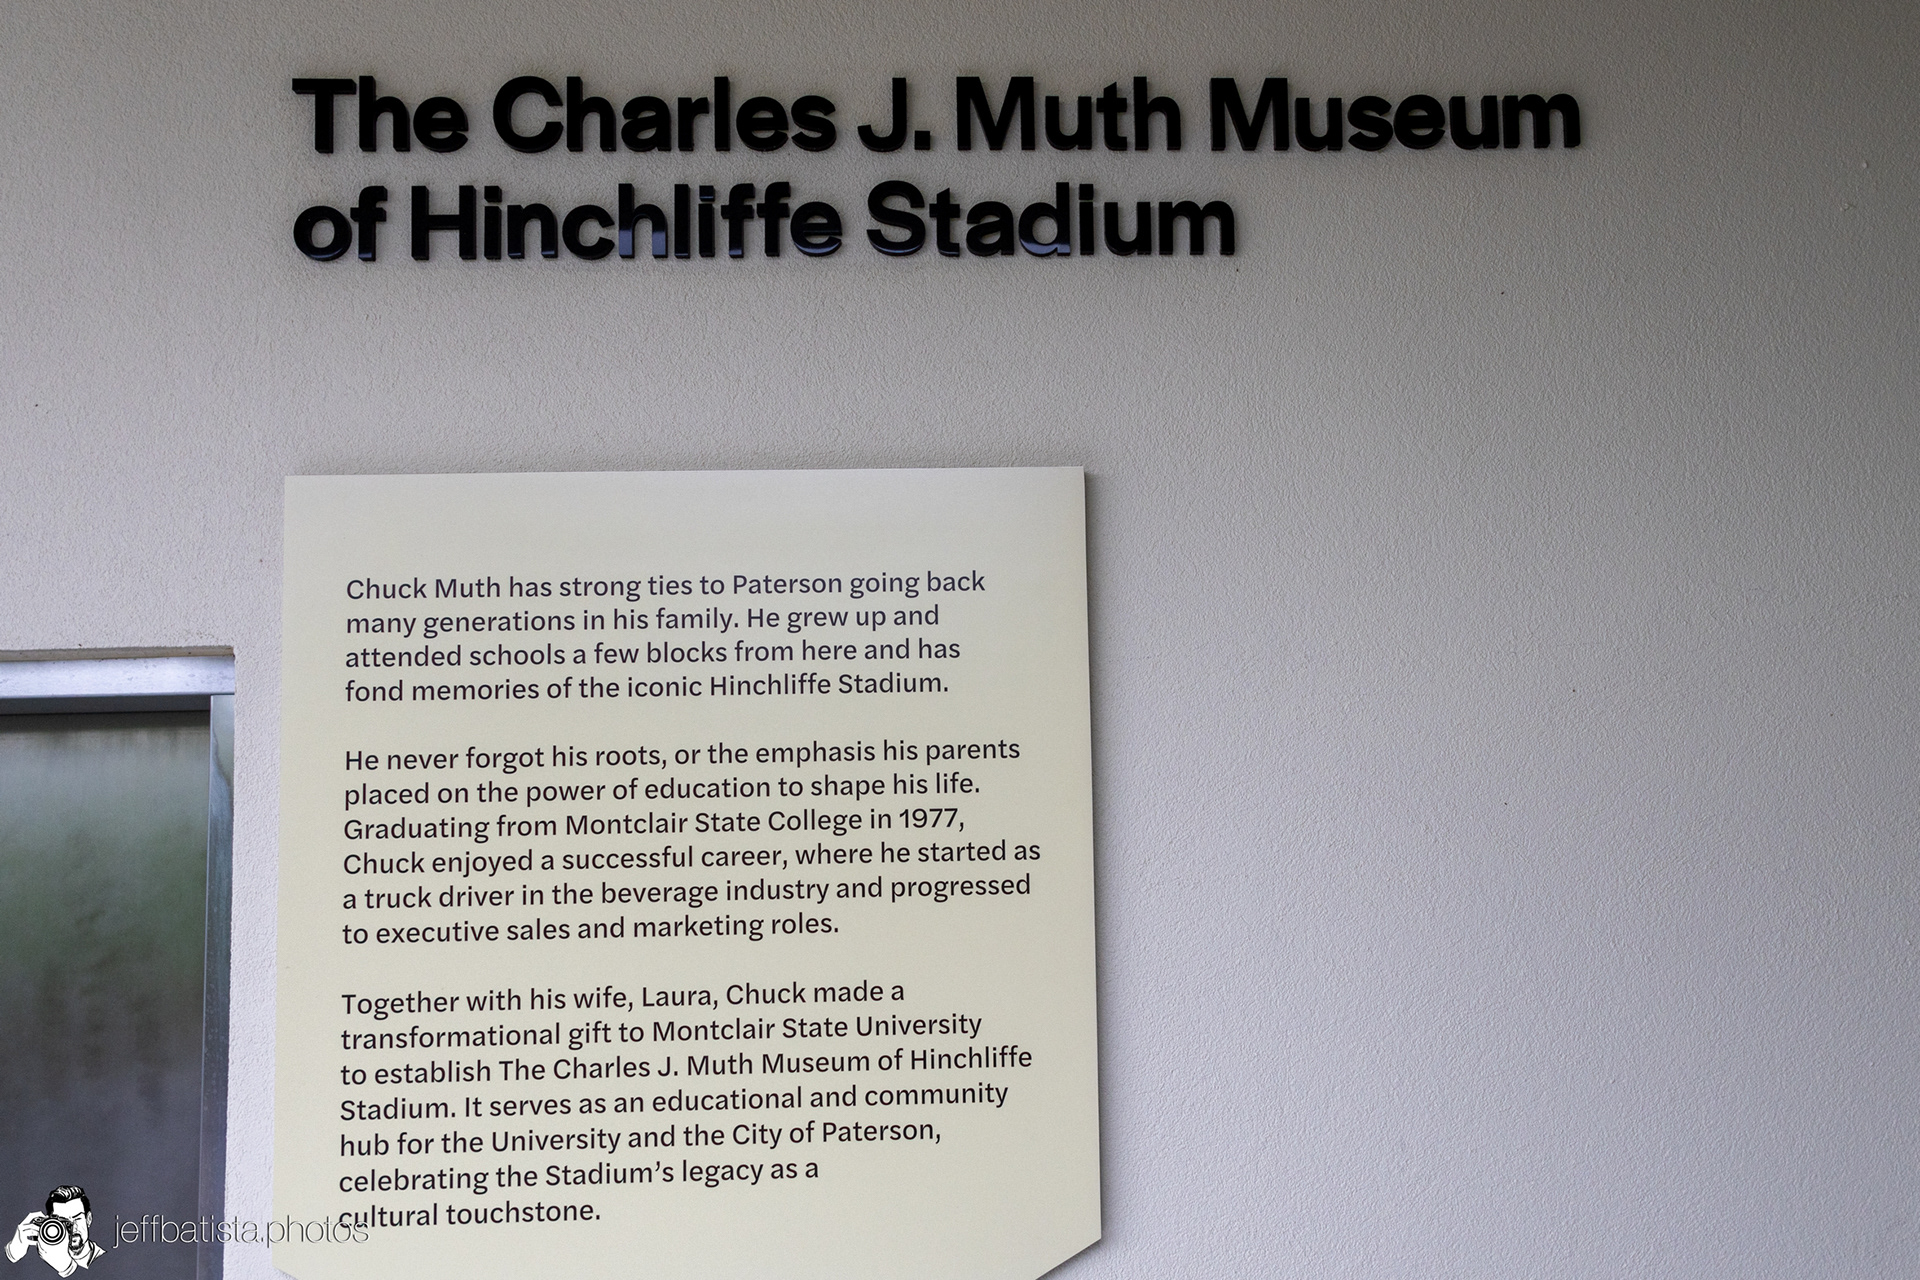 The Charles J. Muth Museum
of Hinchliffe Stadium
Chuck Muth has strong ties to Paterson going back
many generations in his family. He grew up and
attended schools a few blocks from here and has
fond memories of the iconic Hinchliffe Stadium.
He never forgot his roots, or the emphasis his parents
placed on the power of education to shape his life.
Graduating from Montclair State College in 1977,
Chuck enjoyed a successful career, where he started as
a truck driver in the beverage industry and progressed
to executive sales and marketing roles.
Together with his wife, Laura, Chuck made a
transformational gift to Montclair State University
to establish The Charles J. Muth Museum of Hinchliffe
Stadium. It serves as an educational and community
hub for the University and the City of Paterson,
celebrating the Stadium’s legacy as a
cultural touchstone.
jeffbatista.photos